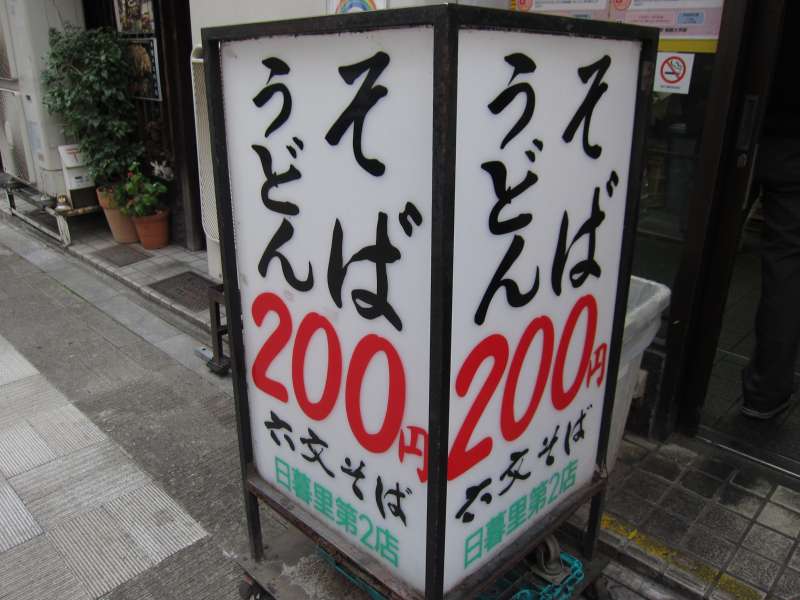 そば
うどん
200円
六文そば
日暮里第2店
そば
うどん
200円
六文そば
日暮里第2店